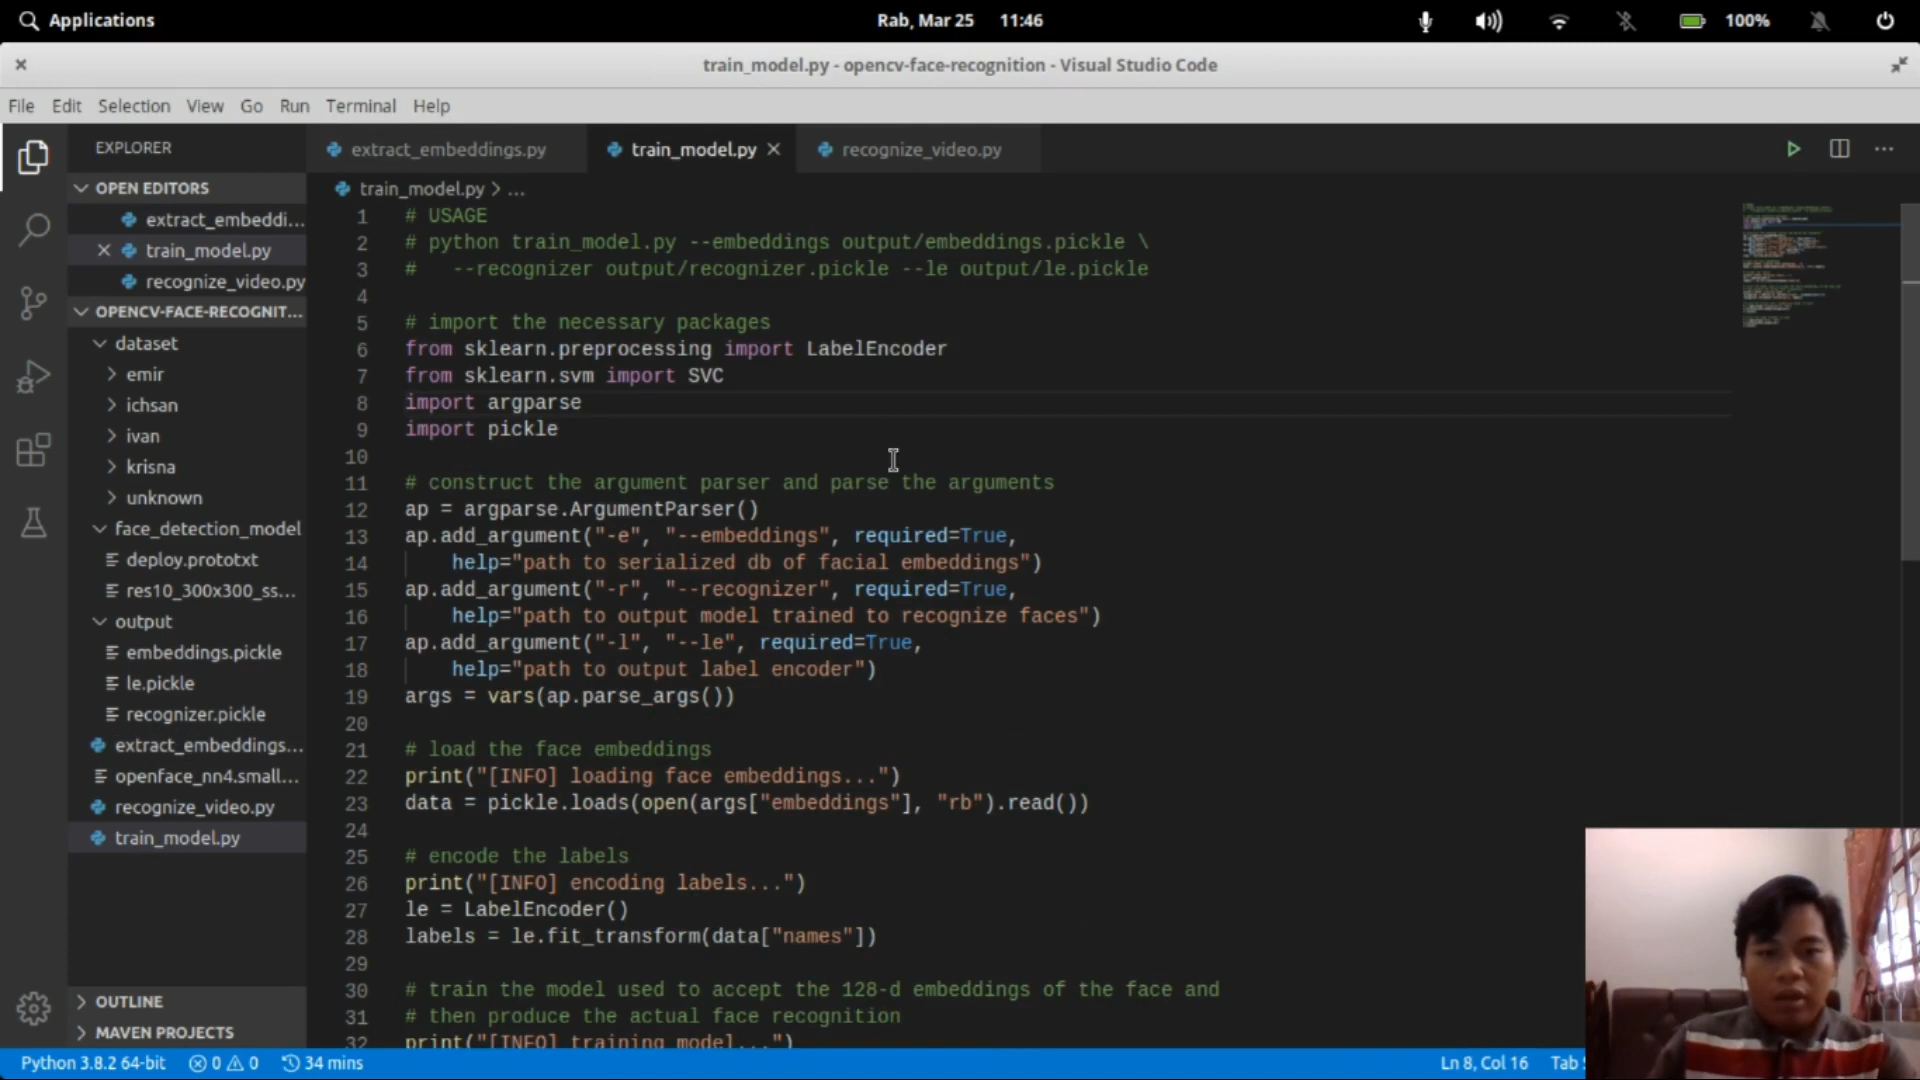 Applications
Rab, Mar 25 11:46
100%
train_model.py - opencv-face-recognition - Visual Studio Code
File Edit Selection View Go Run Terminal Help
EXPLORER
OPEN EDITORS
extract_embeddi...
train_model.py
recognize_video.py
OPENCV-FACE-RECOGNIT...
dataset
emir
ichsan
ivan
krisna
unknown
face_detection_model
deploy.prototxt
res10_300x300_ss...
output
embeddings.pickle
le.pickle
recognizer.pickle
extract_embeddings...
openface_nn4.small...
recognize_video.py
train_model.py
OUTLINE
MAVEN PROJECTS
extract_embeddings.py train_model.py recognize_video.py
train_model.py > ...
1 # USAGE
2 # python train_model.py --embeddings output/embeddings.pickle \
3 #   --recognizer output/recognizer.pickle --le output/le.pickle
4
5 # import the necessary packages
6 from sklearn.preprocessing import LabelEncoder
7 from sklearn.svm import SVC
8 import argparse
9 import pickle
10
11 # construct the argument parser and parse the arguments
12 ap = argparse.ArgumentParser()
13 ap.add_argument("-e", "--embeddings", required=True,
14     help="path to serialized db of facial embeddings")
15 ap.add_argument("-r", "--recognizer", required=True,
16     help="path to output model trained to recognize faces")
17 ap.add_argument("-l", "--le", required=True,
18     help="path to output label encoder")
19 args = vars(ap.parse_args())
20
21 # load the face embeddings
22 print("[INFO] loading face embeddings...")
23 data = pickle.loads(open(args["embeddings"], "rb").read())
24
25 # encode the labels
26 print("[INFO] encoding labels...")
27 le = LabelEncoder()
28 labels = le.fit_transform(data["names"])
29
30 # train the model used to accept the 128-d embeddings of the face and
31 # then produce the actual face recognition
32 print("[INFO] training model...")
Python 3.8.2 64-bit 0 0 34 mins Ln 8, Col 16 Tab